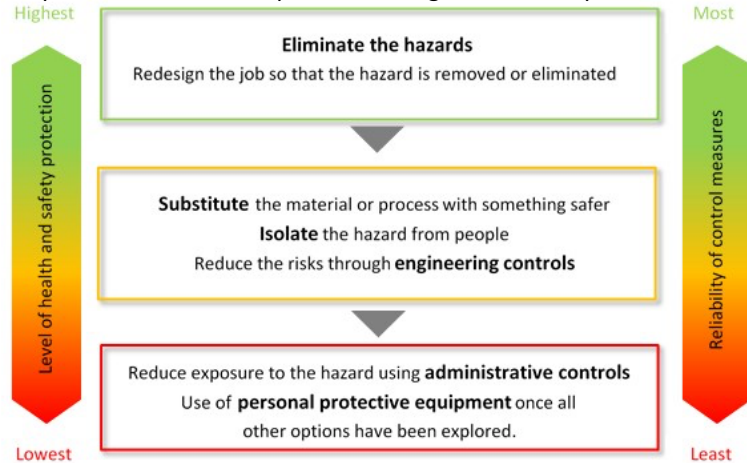 Highest
Most
Eliminate the hazards
Redesign the job so that the hazard is removed or eliminated
Level of health and safety protection
Reliability of control measures
Substitute the material or process with something safer
Isolate the hazard from people
Reduce the risks through engineering controls
Reduce exposure to the hazard using administrative controls
Use of personal protective equipment once all
other options have been explored.
Lowest
Least